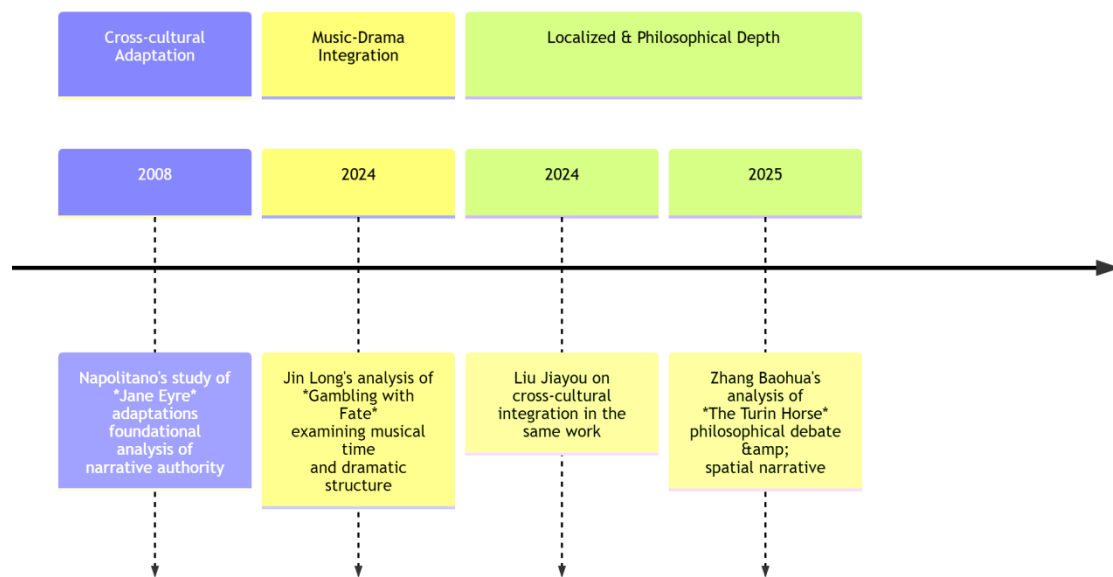 Cross-cultural
Adaptation
Music-Drama
Integration
Localized & Philosophical Depth
2008
2024
2024
2025
Napolitano's study of
*Jane Eyre*
adaptations
foundational
analysis of
narrative authority
Jin Long's analysis of
*Gambling with
Fate*
examining musical
time
and dramatic
structure
Liu Jiayou on
cross-cultural
integration in the
same work
Zhang Baohua's
analysis of
*The Turin Horse*
philosophical debate
&amp;
spatial narrative